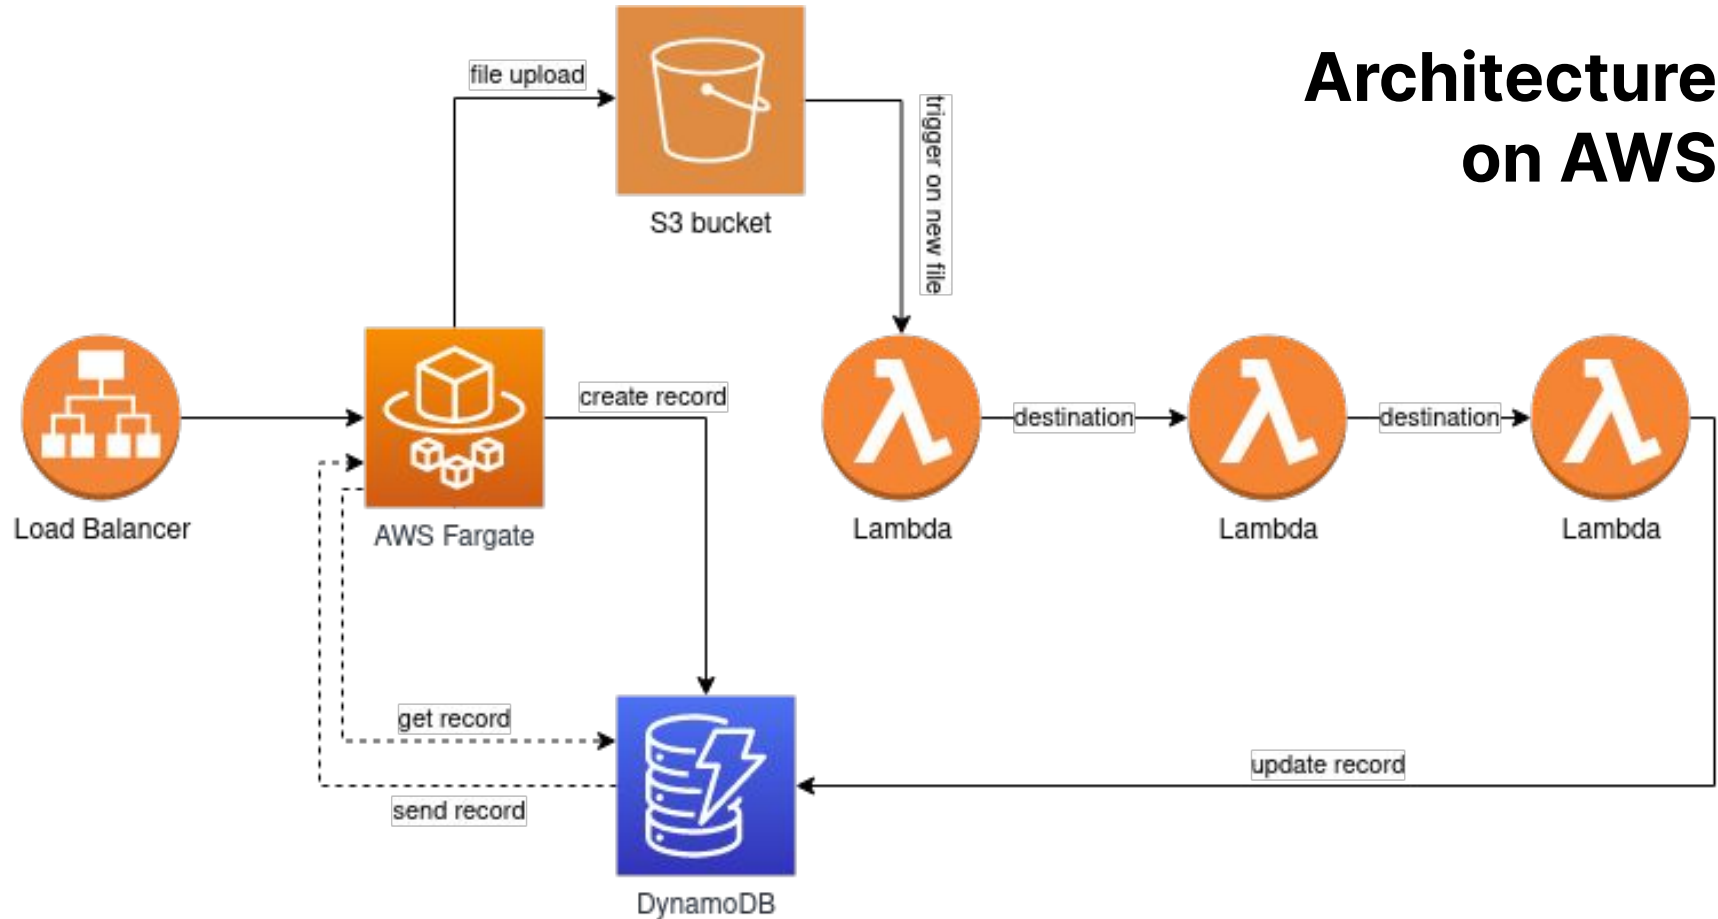 Architecture
on AWS
file upload
S3 bucket
trigger on new file
create record
destination
destination
Load Balancer
AWS Fargate
Lambda
Lambda
Lambda
get record
send record
update record
DynamoDB